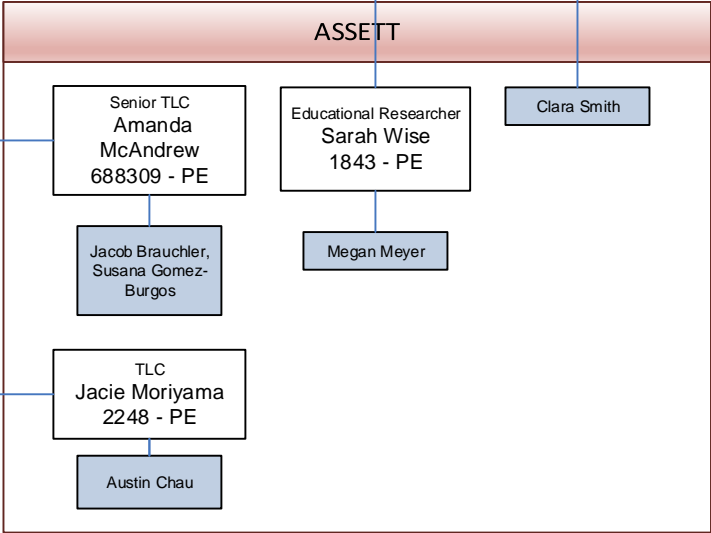 ASSETT
Senior TLC
Amanda
McAndrew
688309 - PE
Educational Researcher
Sarah Wise
1843 - PE
Clara Smith
Jacob Brauchler,
Susana Gomez-
Burgos
Megan Meyer
TLC
Jacie Moriyama
2248 - PE
Austin Chau